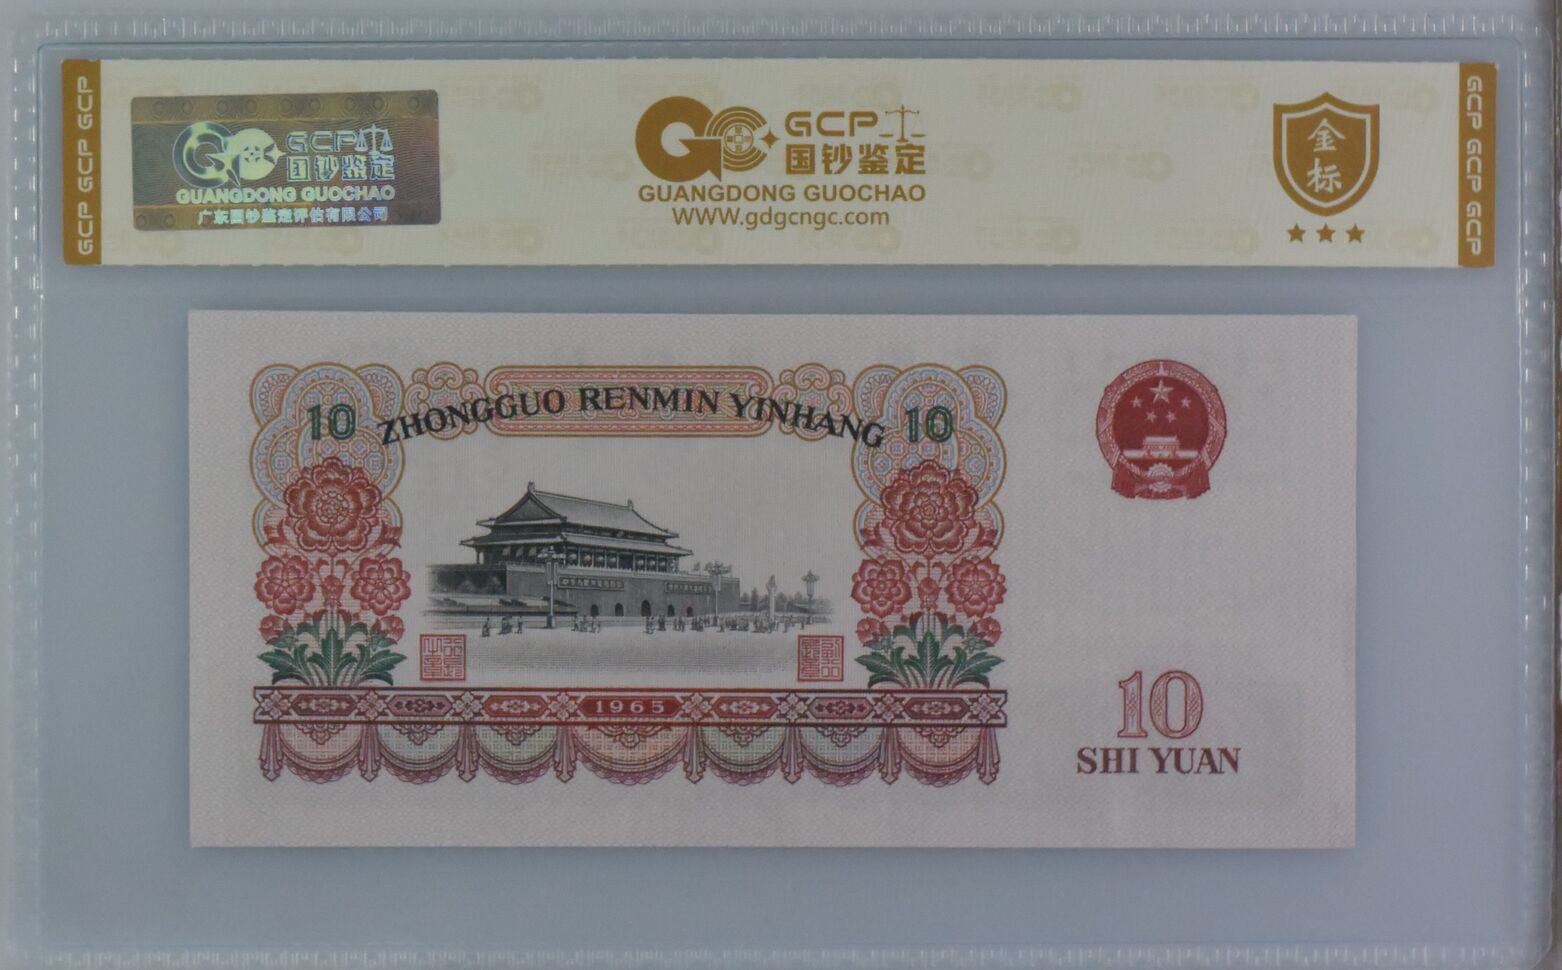 GCP GCP GCP
GCP
国钞鉴定
GUANGDONG GUOCHAO
广东国钞鉴定评估有限公司
GCP
国钞鉴定
GUANGDONG GUOCHAO
WWW.gdgcngc.com
金标
GCP GCP GCP
10 ZHONGGUO RENMIN YINHANG 10
1965
10
SHI YUAN